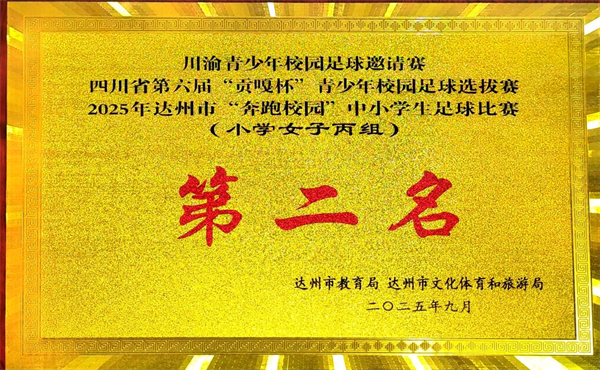 川渝青少年校园足球邀请赛
四川省第六届“贡嘎杯”青少年校园足球选拔赛
2025年达州市“奔跑校园”中小学生足球比赛
（小学女子丙组）
第二名
达州市教育局 达州市文化体育和旅游局
二〇二五年九月